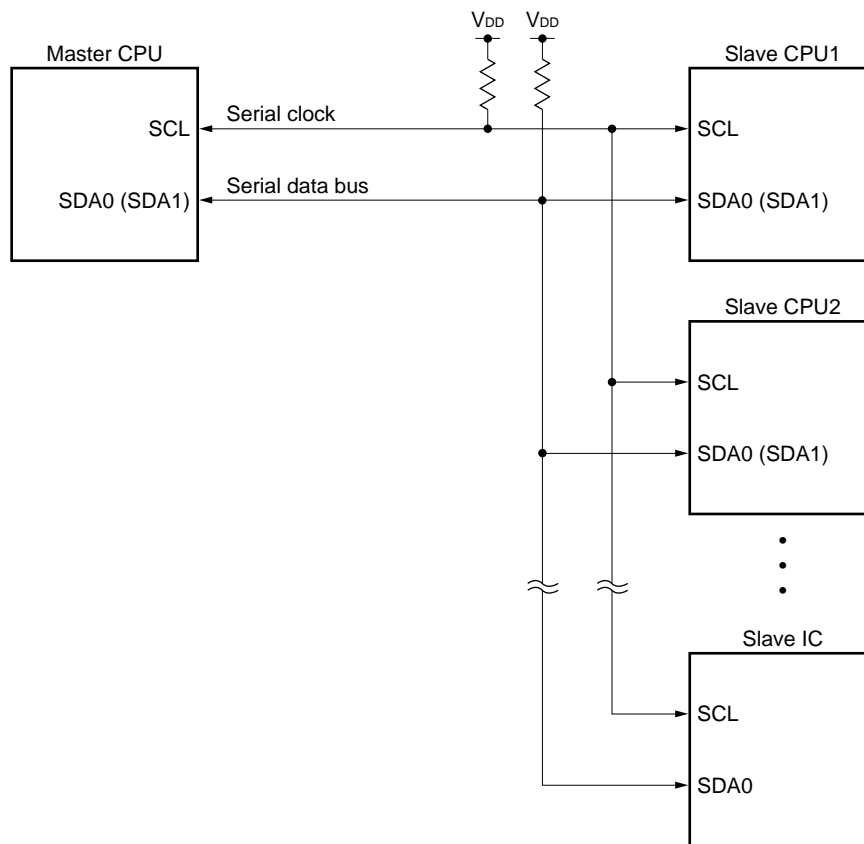 VDD VDD
Master CPU
Slave CPU1
SCL
Serial clock
SCL
SDA0 (SDA1)
Serial data bus
SDA0 (SDA1)
Slave CPU2
SCL
SDA0 (SDA1)
Slave IC
SCL
SDA0